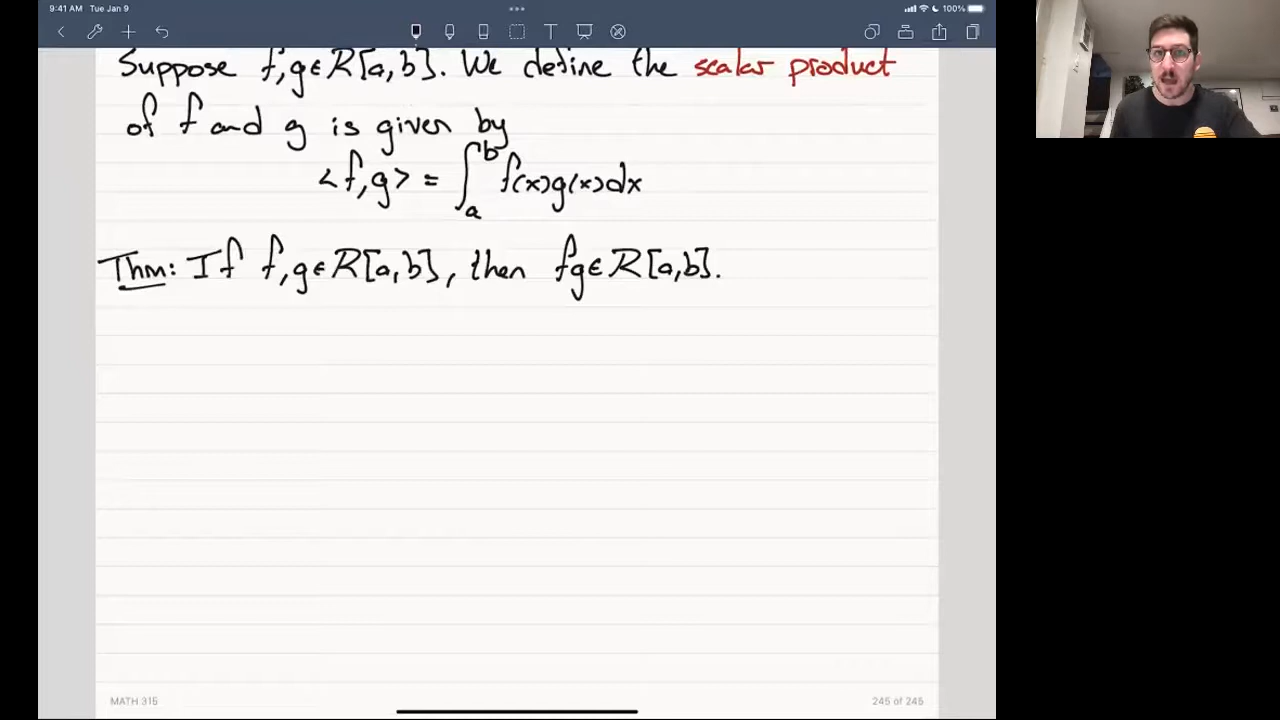 9:41 AM Tue Jan 9
100%
Suppose f,g∈R[a,b]. We define the scalar product
of f and g is given by
<f,g> = ∫_a^b f(x)g(x)dx
Thm: If f,g∈R[a,b], then fg∈R[a,b].
MATH 315
245 of 245